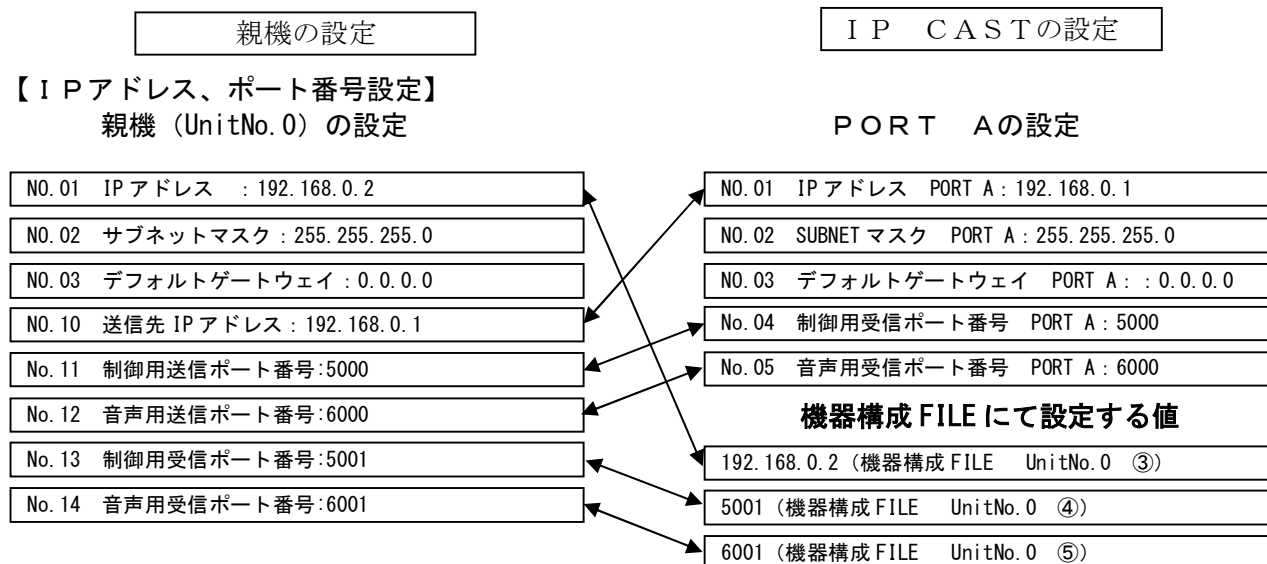 親機の設定
ＩＰ　ＣＡＳＴの設定
【ＩＰアドレス、ポート番号設定】
親機（UnitNo.0）の設定
ＰＯＲＴ　Ａの設定
NO.01　IPアドレス　：192.168.0.2
NO.02　サブネットマスク：255.255.255.0
NO.03　デフォルトゲートウェイ：0.0.0.0
NO.10　送信先IPアドレス：192.168.0.1
No.11　制御用送信ポート番号:5000
No.12　音声用送信ポート番号:6000
No.13　制御用受信ポート番号:5001
No.14　音声用受信ポート番号:6001
NO.01　IPアドレス　PORT A：192.168.0.1
NO.02　SUBNETマスク　PORT A：255.255.255.0
NO.03　デフォルトゲートウェイ　PORT A：：0.0.0.0
No.04　制御用受信ポート番号　PORT A：5000
No.05　音声用受信ポート番号　PORT A：6000
機器構成FILEにて設定する値
192.168.0.2（機器構成FILE　UnitNo.0　③）
5001（機器構成FILE　UnitNo.0　④）
6001（機器構成FILE　UnitNo.0　⑤）